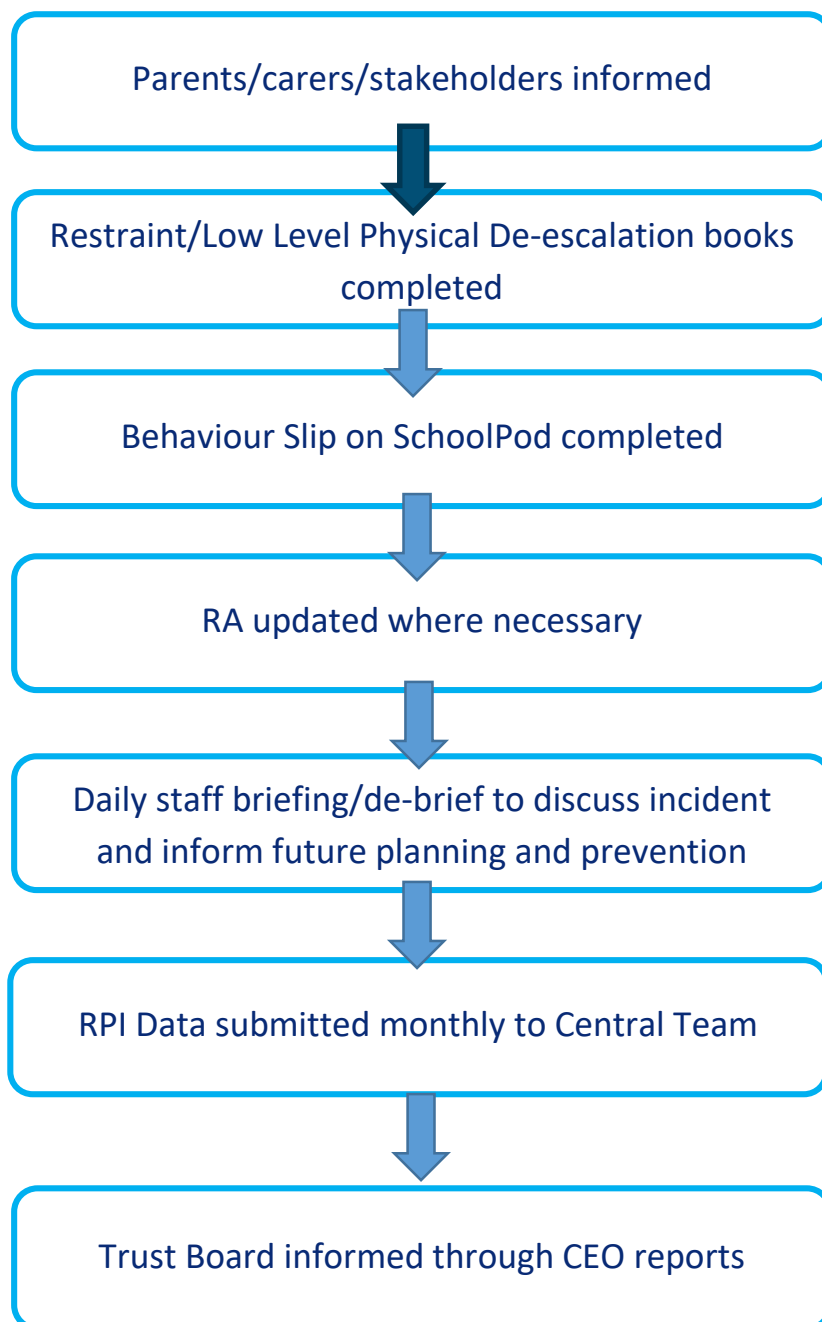 Parents/carers/stakeholders informed
Restraint/Low Level Physical De-escalation books
completed
Behaviour Slip on SchoolPod completed
RA updated where necessary
Daily staff briefing/de-brief to discuss incident
and inform future planning and prevention
RPI Data submitted monthly to Central Team
Trust Board informed through CEO reports